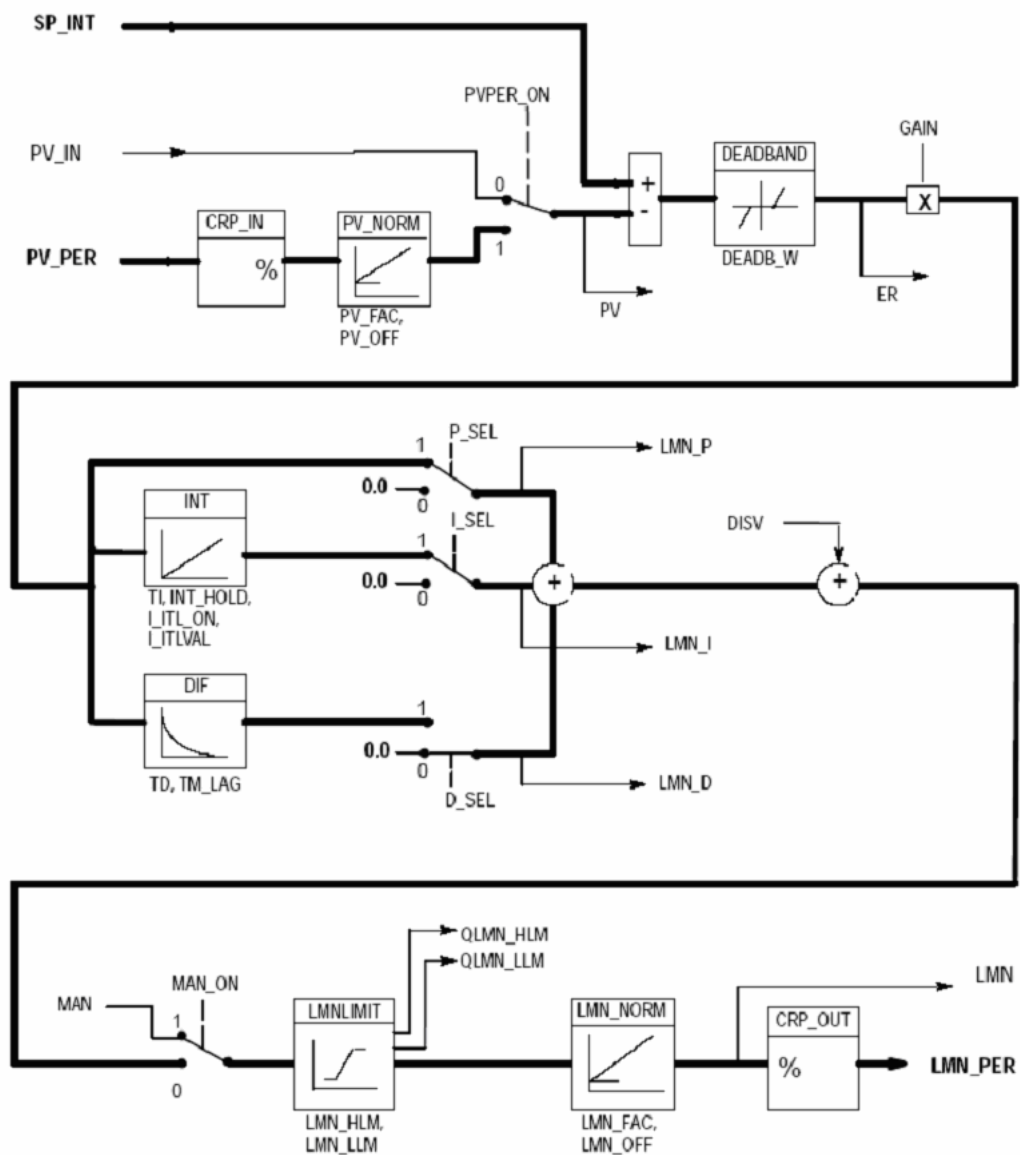 SP_INT
PVPER_ON
GAIN
PV_IN
DEADBAND
0
+
-
X
CRP_IN
PV_NORM
PV_PER
%
1
DEADB_W
ER
PV
PV_FAC,
PV_OFF
P_SEL
1
LMN_P
0.0
0
INT
I_SEL
DISV
1
0.0
+
+
0
TI, INT_HOLD,
I_ITL_ON,
I_ITLVAL
LMN_I
DIF
1
0.0
0
TD, TM_LAG
D_SEL
LMN_D
QLMN_HLM
QLMN_LLM
MAN
MAN_ON
LMN
1
LMNLIMIT
LMN_NORM
CRP_OUT
%
LMN_PER
0
LMN_HLM,
LMN_LLM
LMN_FAC,
LMN_OFF